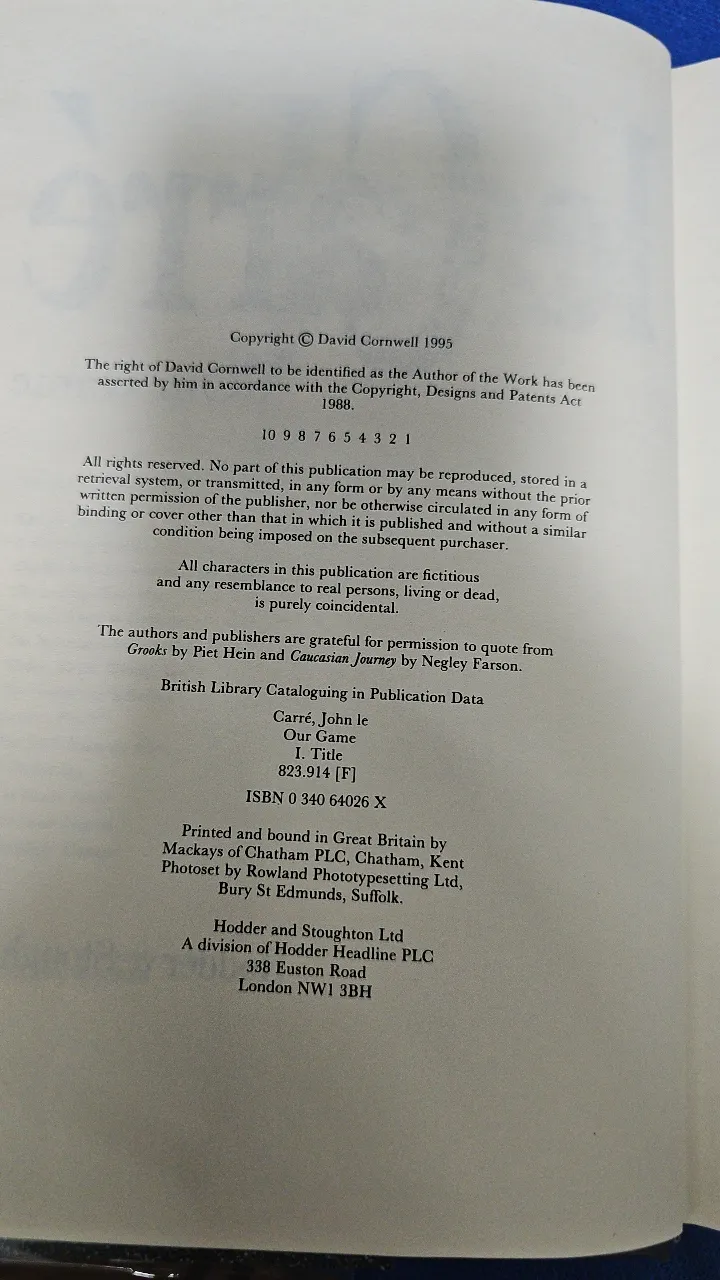 Copyright © David Cornwell 1995
The right of David Cornwell to be identified as the Author of the Work has been
asserted by him in accordance with the Copyright, Designs and Patents Act
1988.
10 9 8 7 6 5 4 3 2 1
All rights reserved. No part of this publication may be reproduced, stored in a
retrieval system, or transmitted, in any form or by any means without the prior
written permission of the publisher, nor be otherwise circulated in any form of
binding or cover other than that in which it is published and without a similar
condition being imposed on the subsequent purchaser.
All characters in this publication are fictitious
and any resemblance to real persons, living or dead,
is purely coincidental.
The authors and publishers are grateful for permission to quote from
Grooks by Piet Hein and Caucasian Journey by Negley Farson.
British Library Cataloguing in Publication Data
Carré, John le
Our Game
I. Title
823.914 [F]
ISBN 0 340 64026 X
Printed and bound in Great Britain by
Mackays of Chatham PLC, Chatham, Kent
Photoset by Rowland Phototypesetting Ltd,
Bury St Edmunds, Suffolk.
Hodder and Stoughton Ltd
A division of Hodder Headline PLC
338 Euston Road
London NW1 3BH